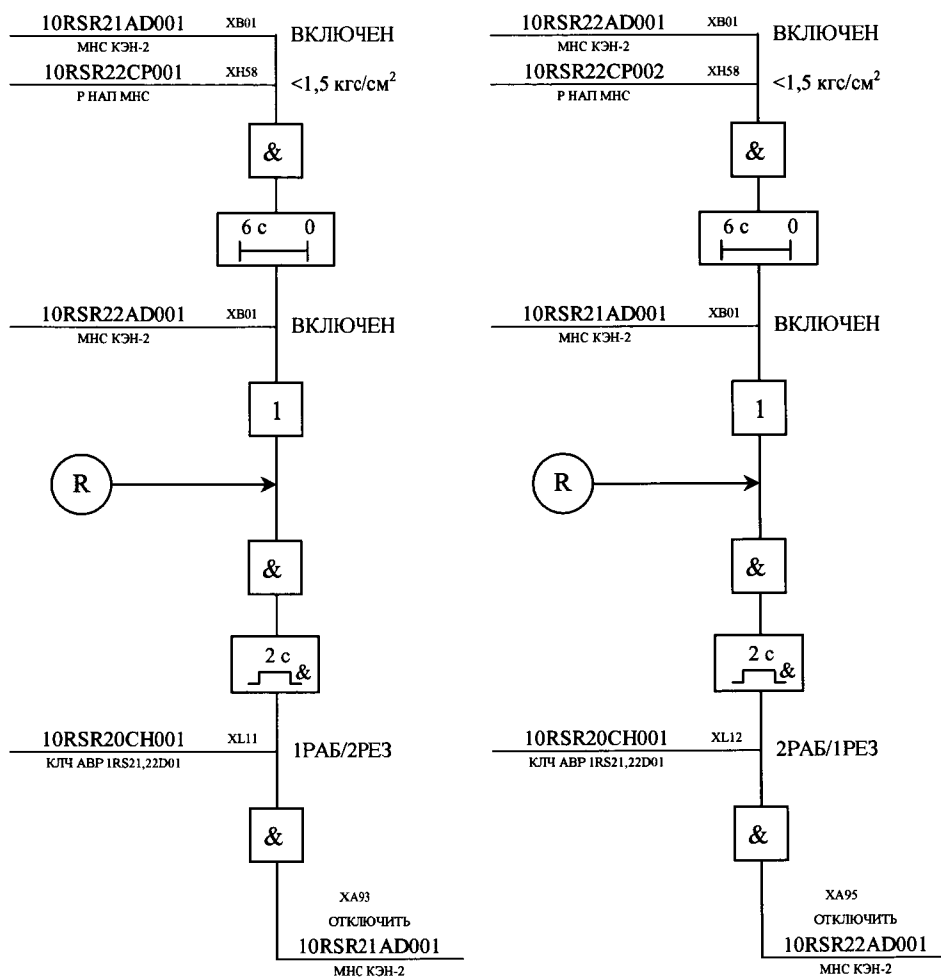 10RSR21AD001 XB01 ВКЛЮЧЕН
МНС КЭН-2
10RSR22CP001 XH58 <1,5 кгс/см²
Р НАП МНС
&
6 с 0
10RSR22AD001 XB01 ВКЛЮЧЕН
МНС КЭН-2
1
R
&
2 с
&
10RSR20CH001 XL11 1РАБ/2РЕЗ
КЛЧ АВР 1RS21,22D01
&
XA93
ОТКЛЮЧИТЬ
10RSR21AD001
МНС КЭН-2
10RSR22AD001 XB01 ВКЛЮЧЕН
МНС КЭН-2
10RSR22CP002 XH58 <1,5 кгс/см²
Р НАП МНС
&
6 с 0
10RSR21AD001 XB01 ВКЛЮЧЕН
МНС КЭН-2
1
R
&
2 с
&
10RSR20CH001 XL12 2РАБ/1РЕЗ
КЛЧ АВР 1RS21,22D01
&
XA95
ОТКЛЮЧИТЬ
10RSR22AD001
МНС КЭН-2